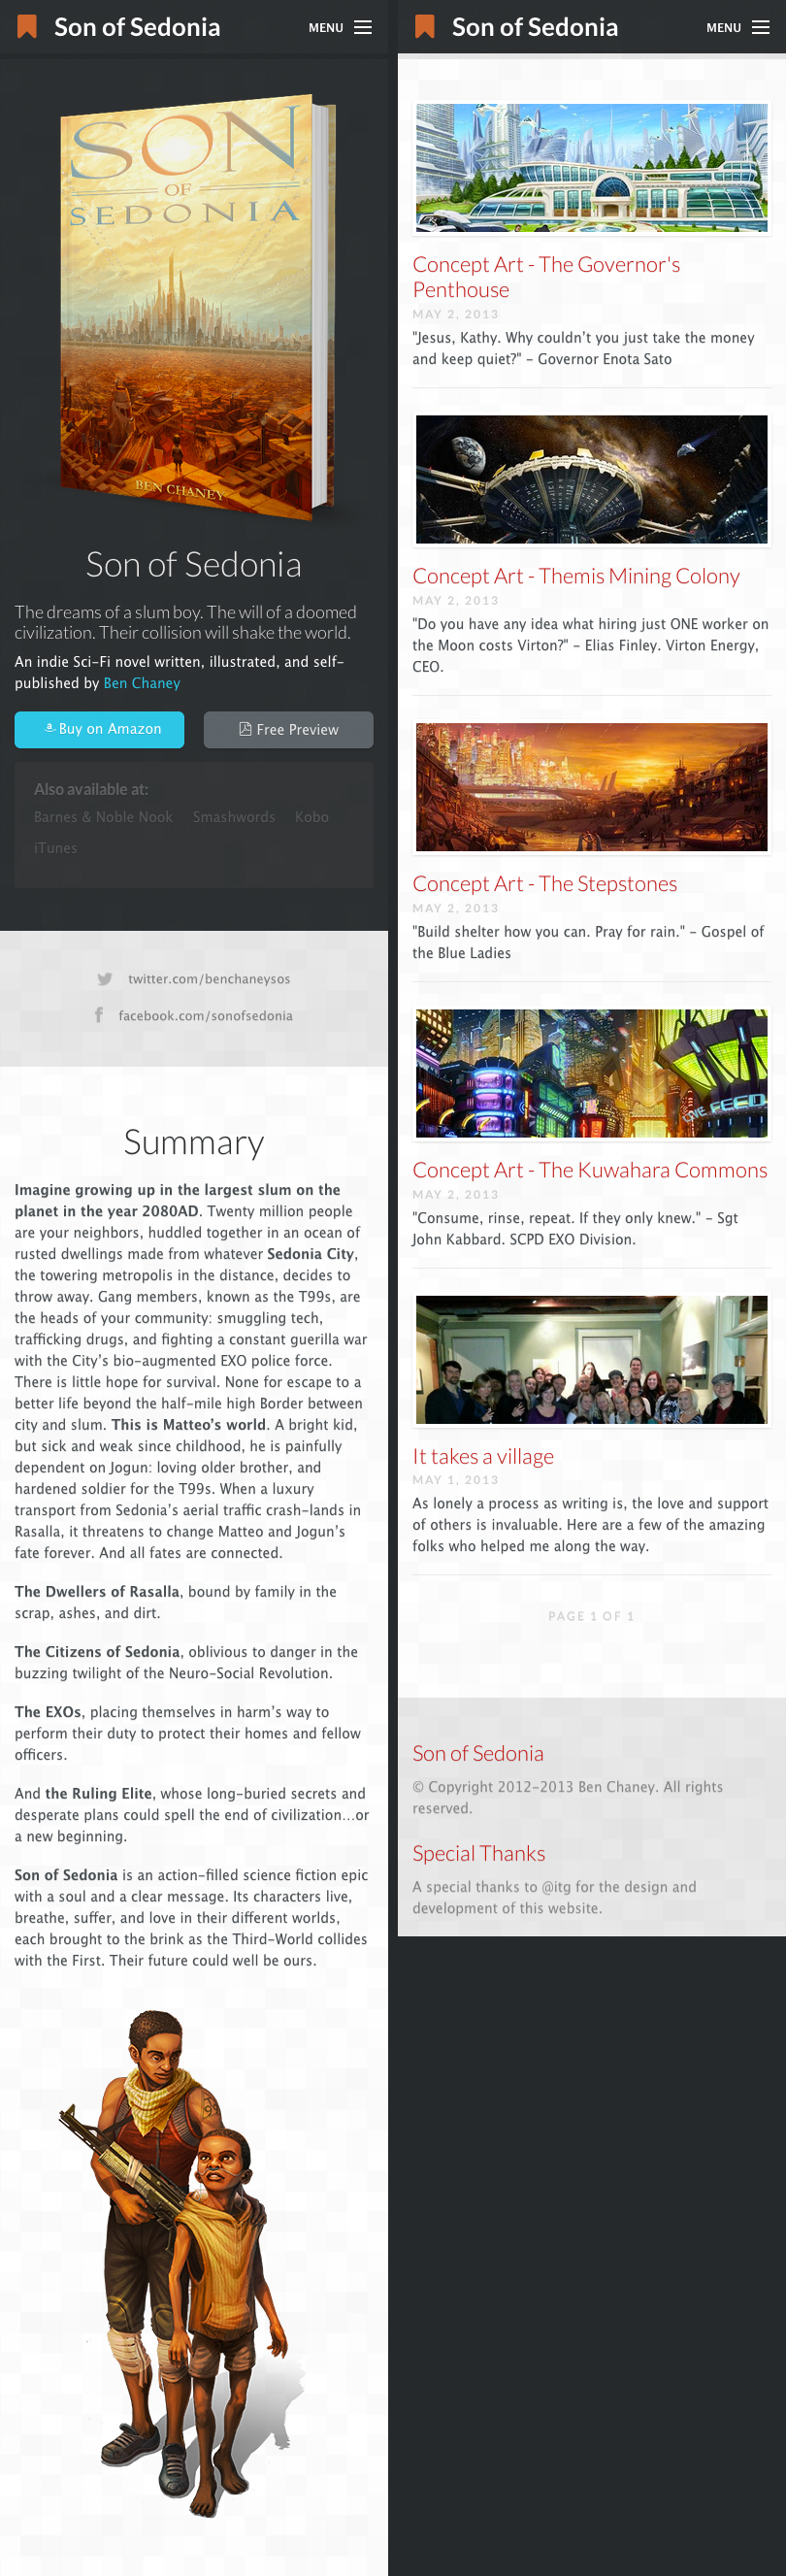 Son of Sedonia
MENU
SON
OF
SEDONIA
BEN CHANEY
Son of Sedonia
The dreams of a slum boy. The will of a doomed
civilization. Their collision will shake the world.
An indie Sci-Fi novel written, illustrated, and self-
published by Ben Chaney
Buy on Amazon
Free Preview
Also available at:
Barnes & Noble Nook Smashwords Kobo
iTunes
twitter.com/benchaneysos
facebook.com/sonofsedonia
Summary
Imagine growing up in the largest slum on the
planet in the year 2080AD. Twenty million people
are your neighbors, huddled together in an ocean of
rusted dwellings made from whatever Sedonia City,
the towering metropolis in the distance, decides to
throw away. Gang members, known as the T99s, are
the heads of your community: smuggling tech,
trafficking drugs, and fighting a constant guerilla war
with the City's bio-augmented EXO police force.
There is little hope for survival. None for escape to a
better life beyond the half-mile high Border between
city and slum. This is Matteo's world. A bright kid,
but sick and weak since childhood, he is painfully
dependent on Jogun: loving older brother, and
hardened soldier for the T99s. When a luxury
transport from Sedonia's aerial traffic crash-lands in
Rasalla, it threatens to change Matteo and Jogun's
fate forever. And all fates are connected.
The Dwellers of Rasalla, bound by family in the
scrap, ashes, and dirt.
The Citizens of Sedonia, oblivious to danger in the
buzzing twilight of the Neuro-Social Revolution.
The EXOs, placing themselves in harm's way to
perform their duty to protect their homes and fellow
officers.
And the Ruling Elite, whose long-buried secrets and
desperate plans could spell the end of civilization…or
a new beginning.
Son of Sedonia is an action-filled science fiction epic
with a soul and a clear message. Its characters live,
breathe, suffer, and love in their different worlds,
each brought to the brink as the Third-World collides
with the First. Their future could well be ours.
Son of Sedonia
MENU
Concept Art - The Governor's
Penthouse
MAY 2, 2013
"Jesus, Kathy. Why couldn't you just take the money
and keep quiet?" - Governor Enota Sato
Concept Art - Themis Mining Colony
MAY 2, 2013
"Do you have any idea what hiring just ONE worker on
the Moon costs Virton?" - Elias Finley. Virton Energy,
CEO.
Concept Art - The Stepstones
MAY 2, 2013
"Build shelter how you can. Pray for rain." - Gospel of
the Blue Ladies
LIVE FEED
Concept Art - The Kuwahara Commons
MAY 2, 2013
"Consume, rinse, repeat. If they only knew." - Sgt
John Kabbard. SCPD EXO Division.
It takes a village
MAY 1, 2013
As lonely a process as writing is, the love and support
of others is invaluable. Here are a few of the amazing
folks who helped me along the way.
PAGE 1 OF 1
Son of Sedonia
© Copyright 2012-2013 Ben Chaney. All rights
reserved.
Special Thanks
A special thanks to @itg for the design and
development of this website.